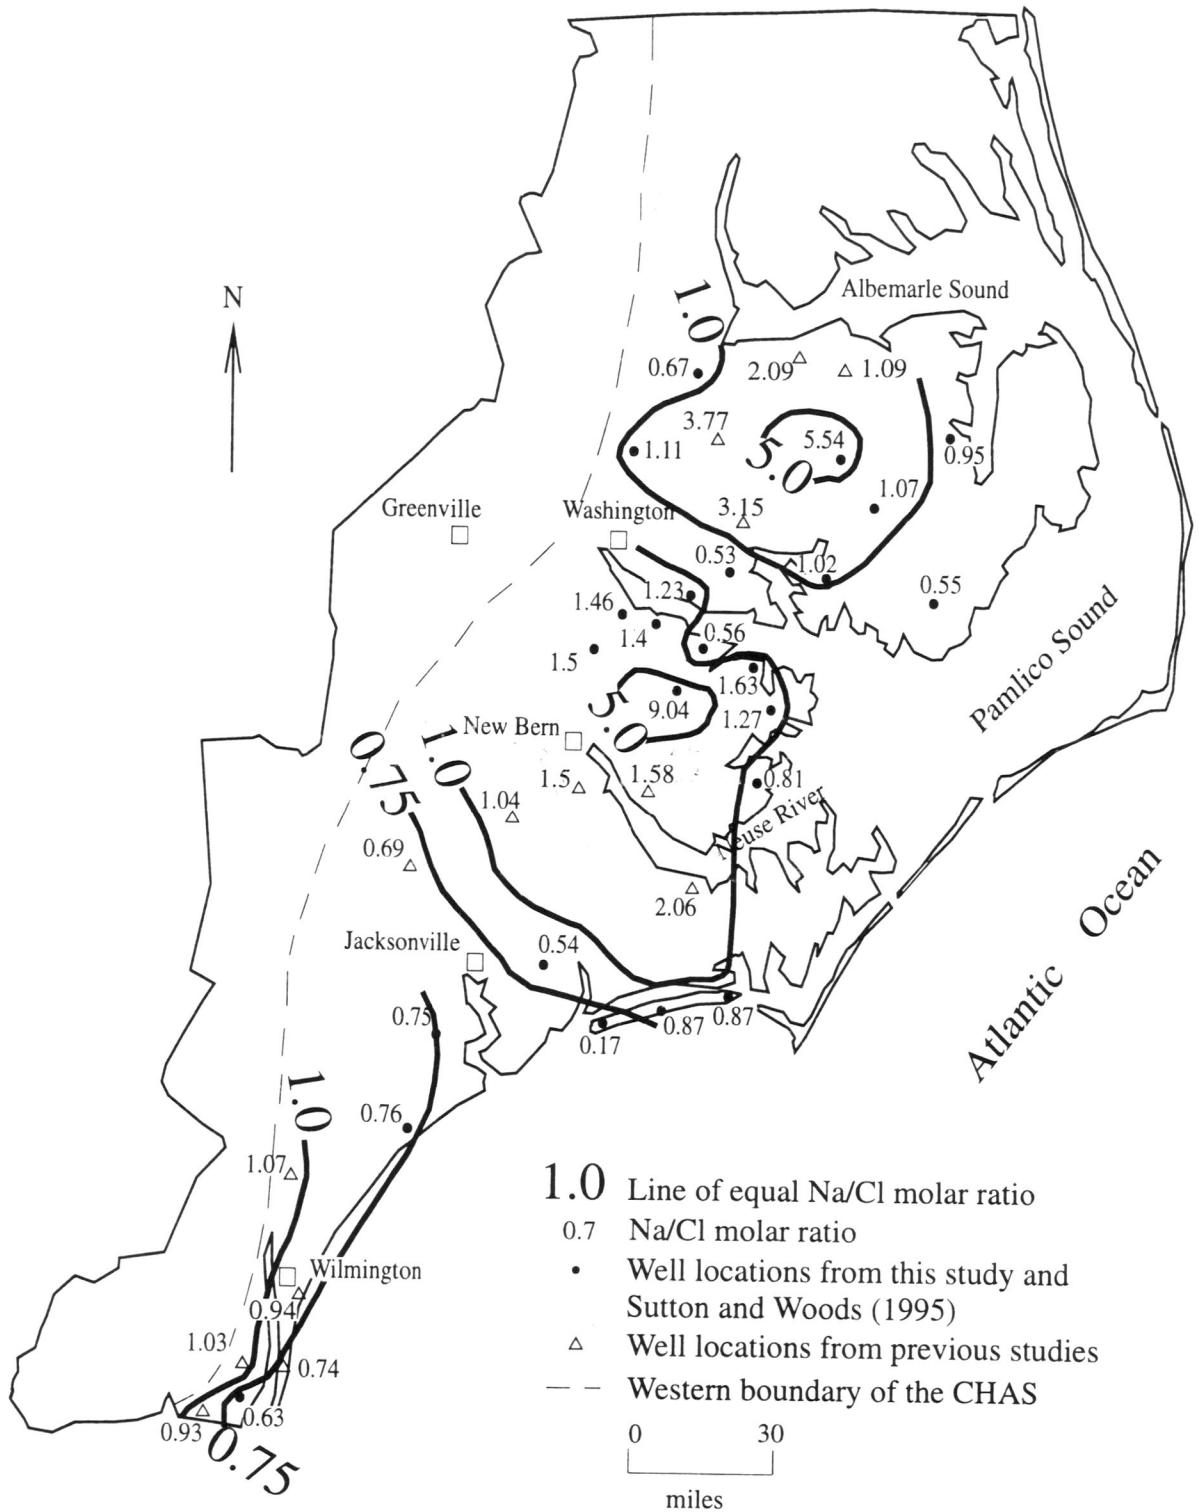 N
Albemarle Sound
1.0
0.67
2.09
1.09
3.77
1.11
5.54
5.0
0.95
1.07
Greenville
Washington
3.15
0.53
1.02
0.55
1.23
1.46
1.4
0.56
1.5
Pamlico Sound
1.63
9.04
5.0
1.27
New Bern
0.75
1.0
1.5
1.58
0.81
1.04
Neuse River
0.69
2.06
Atlantic Ocean
Jacksonville
0.54
0.75
0.87
0.87
0.17
1.0
0.76
1.07
Wilmington
0.94
1.03
0.74
0.63
0.93
0.75
1.0 Line of equal Na/Cl molar ratio
0.7 Na/Cl molar ratio
Well locations from this study and
Sutton and Woods (1995)
Well locations from previous studies
Western boundary of the CHAS
0 30
miles